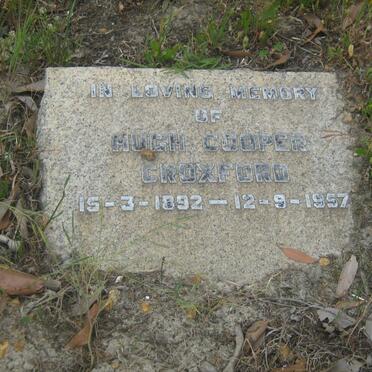 IN LOVING MEMORY
OF
HUGH COOPER
CROXFORD
15-3-1892-12-9-1957